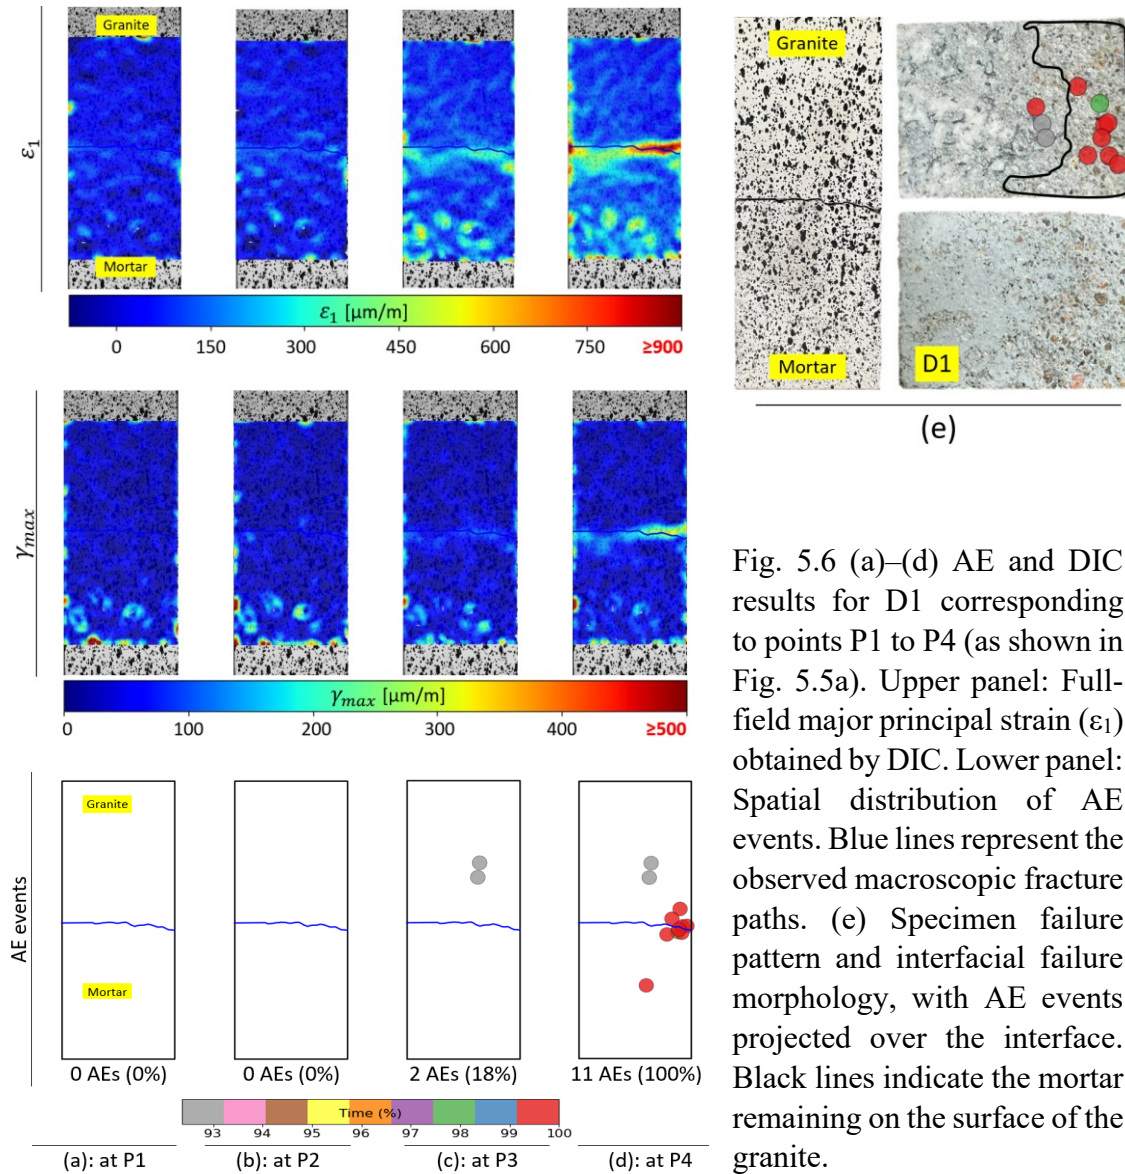 Granite
ε₁
Mortar
ε₁ [μm/m]
0 150 300 450 600 750 ≥900
γₘₐₓ
γₘₐₓ [μm/m]
0 100 200 300 400 ≥500
AE events
Granite
Mortar
0 AEs (0%) 0 AEs (0%) 2 AEs (18%) 11 AEs (100%)
Time (%)
93 94 95 96 97 98 99 100
(a): at P1 (b): at P2 (c): at P3 (d): at P4
Granite
Mortar
D1
(e)
Fig. 5.6 (a)–(d) AE and DIC
results for D1 corresponding
to points P1 to P4 (as shown in
Fig. 5.5a). Upper panel: Full-
field major principal strain (ε₁)
obtained by DIC. Lower panel:
Spatial distribution of AE
events. Blue lines represent the
observed macroscopic fracture
paths. (e) Specimen failure
pattern and interfacial failure
morphology, with AE events
projected over the interface.
Black lines indicate the mortar
remaining on the surface of the
granite.